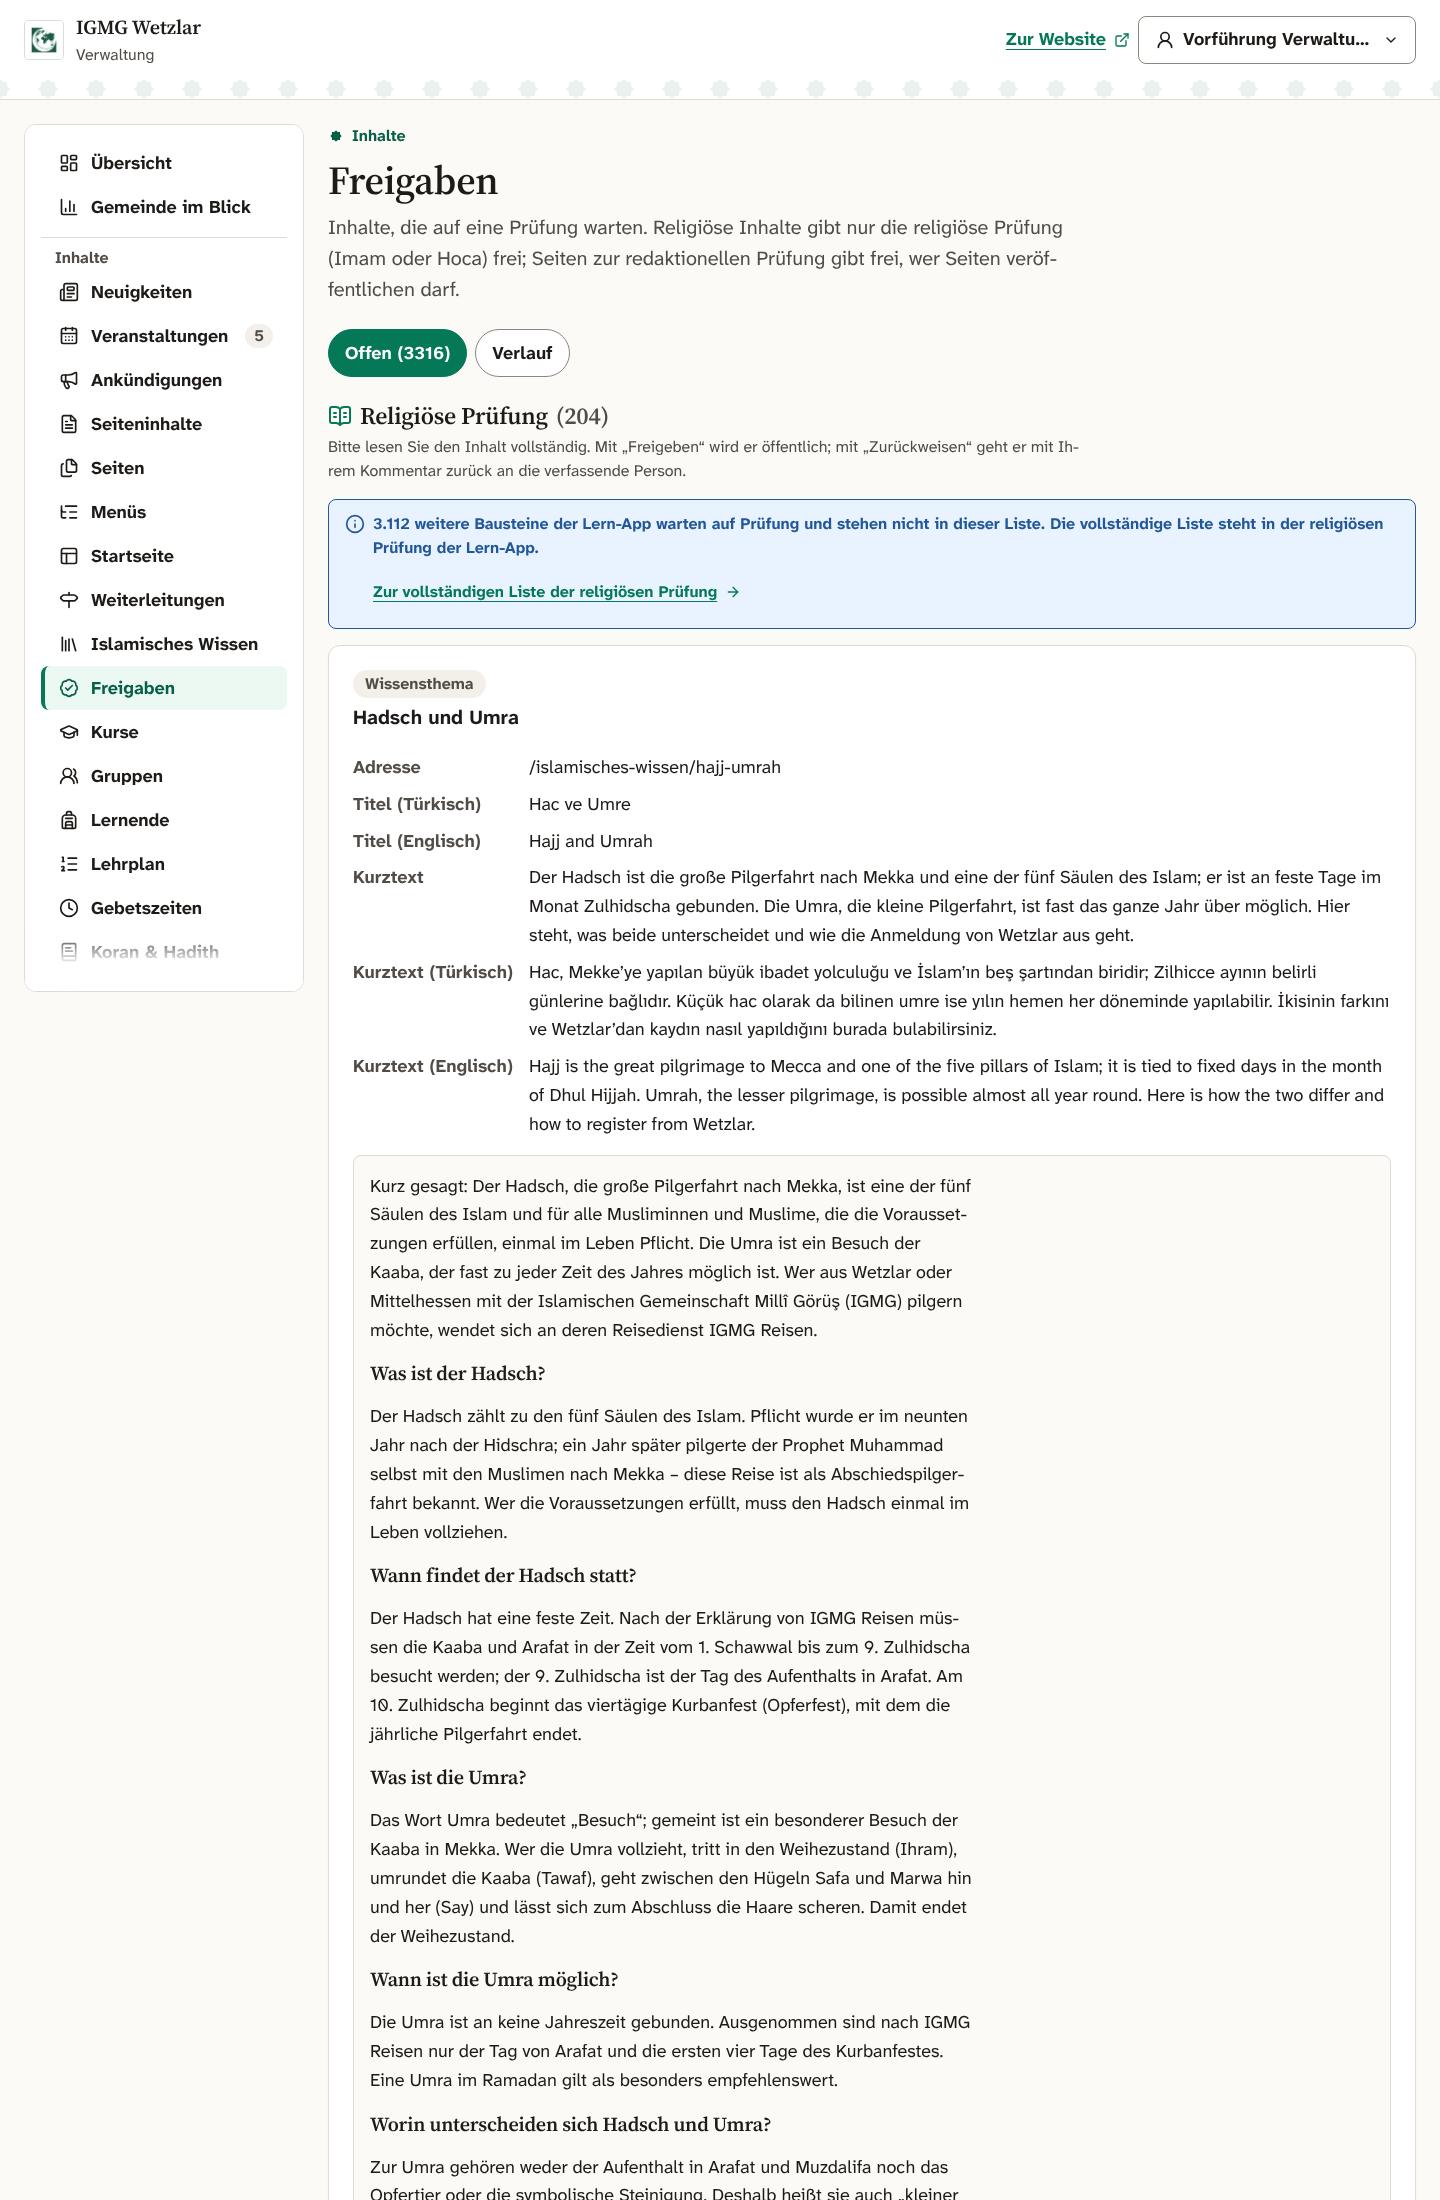 IGMG Wetzlar
Verwaltung
Zur Website
Vorführung Verwaltu...
Übersicht
Gemeinde im Blick
Inhalte
Neuigkeiten
Veranstaltungen 5
Ankündigungen
Seiteninhalte
Seiten
Menüs
Startseite
Weiterleitungen
Islamisches Wissen
Freigaben
Kurse
Gruppen
Lernende
Lehrplan
Gebetszeiten
Koran & Hadith
Inhalte
Freigaben
Inhalte, die auf eine Prüfung warten. Religiöse Inhalte gibt nur die religiöse Prüfung
(Imam oder Hoca) frei; Seiten zur redaktionellen Prüfung gibt frei, wer Seiten veröf-
fentlichen darf.
Offen (3316)
Verlauf
Religiöse Prüfung (204)
Bitte lesen Sie den Inhalt vollständig. Mit „Freigeben“ wird er öffentlich; mit „Zurückweisen“ geht er mit Ih-
rem Kommentar zurück an die verfassende Person.
3.112 weitere Bausteine der Lern-App warten auf Prüfung und stehen nicht in dieser Liste. Die vollständige Liste steht in der religiösen
Prüfung der Lern-App.
Zur vollständigen Liste der religiösen Prüfung
Wissensthema
Hadsch und Umra
Adresse /islamisches-wissen/hajj-umrah
Titel (Türkisch) Hac ve Umre
Titel (Englisch) Hajj and Umrah
Kurztext Der Hadsch ist die große Pilgerfahrt nach Mekka und eine der fünf Säulen des Islam; er ist an feste Tage im
Monat Zulhidscha gebunden. Die Umra, die kleine Pilgerfahrt, ist fast das ganze Jahr über möglich. Hier
steht, was beide unterscheidet und wie die Anmeldung von Wetzlar aus geht.
Kurztext (Türkisch) Hac, Mekke’ye yapılan büyük ibadet yolculuğu ve İslam’ın beş şartından biridir; Zilhicce ayının belirli
günlerine bağlıdır. Küçük hac olarak da bilinen umre ise yılın hemen her döneminde yapılabilir. İkisinin farkını
ve Wetzlar’dan kaydın nasıl yapıldığını burada bulabilirsiniz.
Kurztext (Englisch) Hajj is the great pilgrimage to Mecca and one of the five pillars of Islam; it is tied to fixed days in the month
of Dhul Hijjah. Umrah, the lesser pilgrimage, is possible almost all year round. Here is how the two differ and
how to register from Wetzlar.
Kurz gesagt: Der Hadsch, die große Pilgerfahrt nach Mekka, ist eine der fünf
Säulen des Islam und für alle Musliminnen und Muslime, die die Vorausset-
zungen erfüllen, einmal im Leben Pflicht. Die Umra ist ein Besuch der
Kaaba, der fast zu jeder Zeit des Jahres möglich ist. Wer aus Wetzlar oder
Mittelhessen mit der Islamischen Gemeinschaft Millî Görüş (IGMG) pilgern
möchte, wendet sich an deren Reisedienst IGMG Reisen.
Was ist der Hadsch?
Der Hadsch zählt zu den fünf Säulen des Islam. Pflicht wurde er im neunten
Jahr nach der Hidschra; ein Jahr später pilgerte der Prophet Muhammad
selbst mit den Muslimen nach Mekka – diese Reise ist als Abschiedspilger-
fahrt bekannt. Wer die Voraussetzungen erfüllt, muss den Hadsch einmal im
Leben vollziehen.
Wann findet der Hadsch statt?
Der Hadsch hat eine feste Zeit. Nach der Erklärung von IGMG Reisen müs-
sen die Kaaba und Arafat in der Zeit vom 1. Schawwal bis zum 9. Zulhidscha
besucht werden; der 9. Zulhidscha ist der Tag des Aufenthalts in Arafat. Am
10. Zulhidscha beginnt das viertägige Kurbanfest (Opferfest), mit dem die
jährliche Pilgerfahrt endet.
Was ist die Umra?
Das Wort Umra bedeutet „Besuch“; gemeint ist ein besonderer Besuch der
Kaaba in Mekka. Wer die Umra vollzieht, tritt in den Weihezustand (Ihram),
umrundet die Kaaba (Tawaf), geht zwischen den Hügeln Safa und Marwa hin
und her (Say) und lässt sich zum Abschluss die Haare scheren. Damit endet
der Weihezustand.
Wann ist die Umra möglich?
Die Umra ist an keine Jahreszeit gebunden. Ausgenommen sind nach IGMG
Reisen nur der Tag von Arafat und die ersten vier Tage des Kurbanfestes.
Eine Umra im Ramadan gilt als besonders empfehlenswert.
Worin unterscheiden sich Hadsch und Umra?
Zur Umra gehören weder der Aufenthalt in Arafat und Muzdalifa noch das
Opfertier oder die symbolische Steinigung. Deshalb heißt sie auch „kleiner